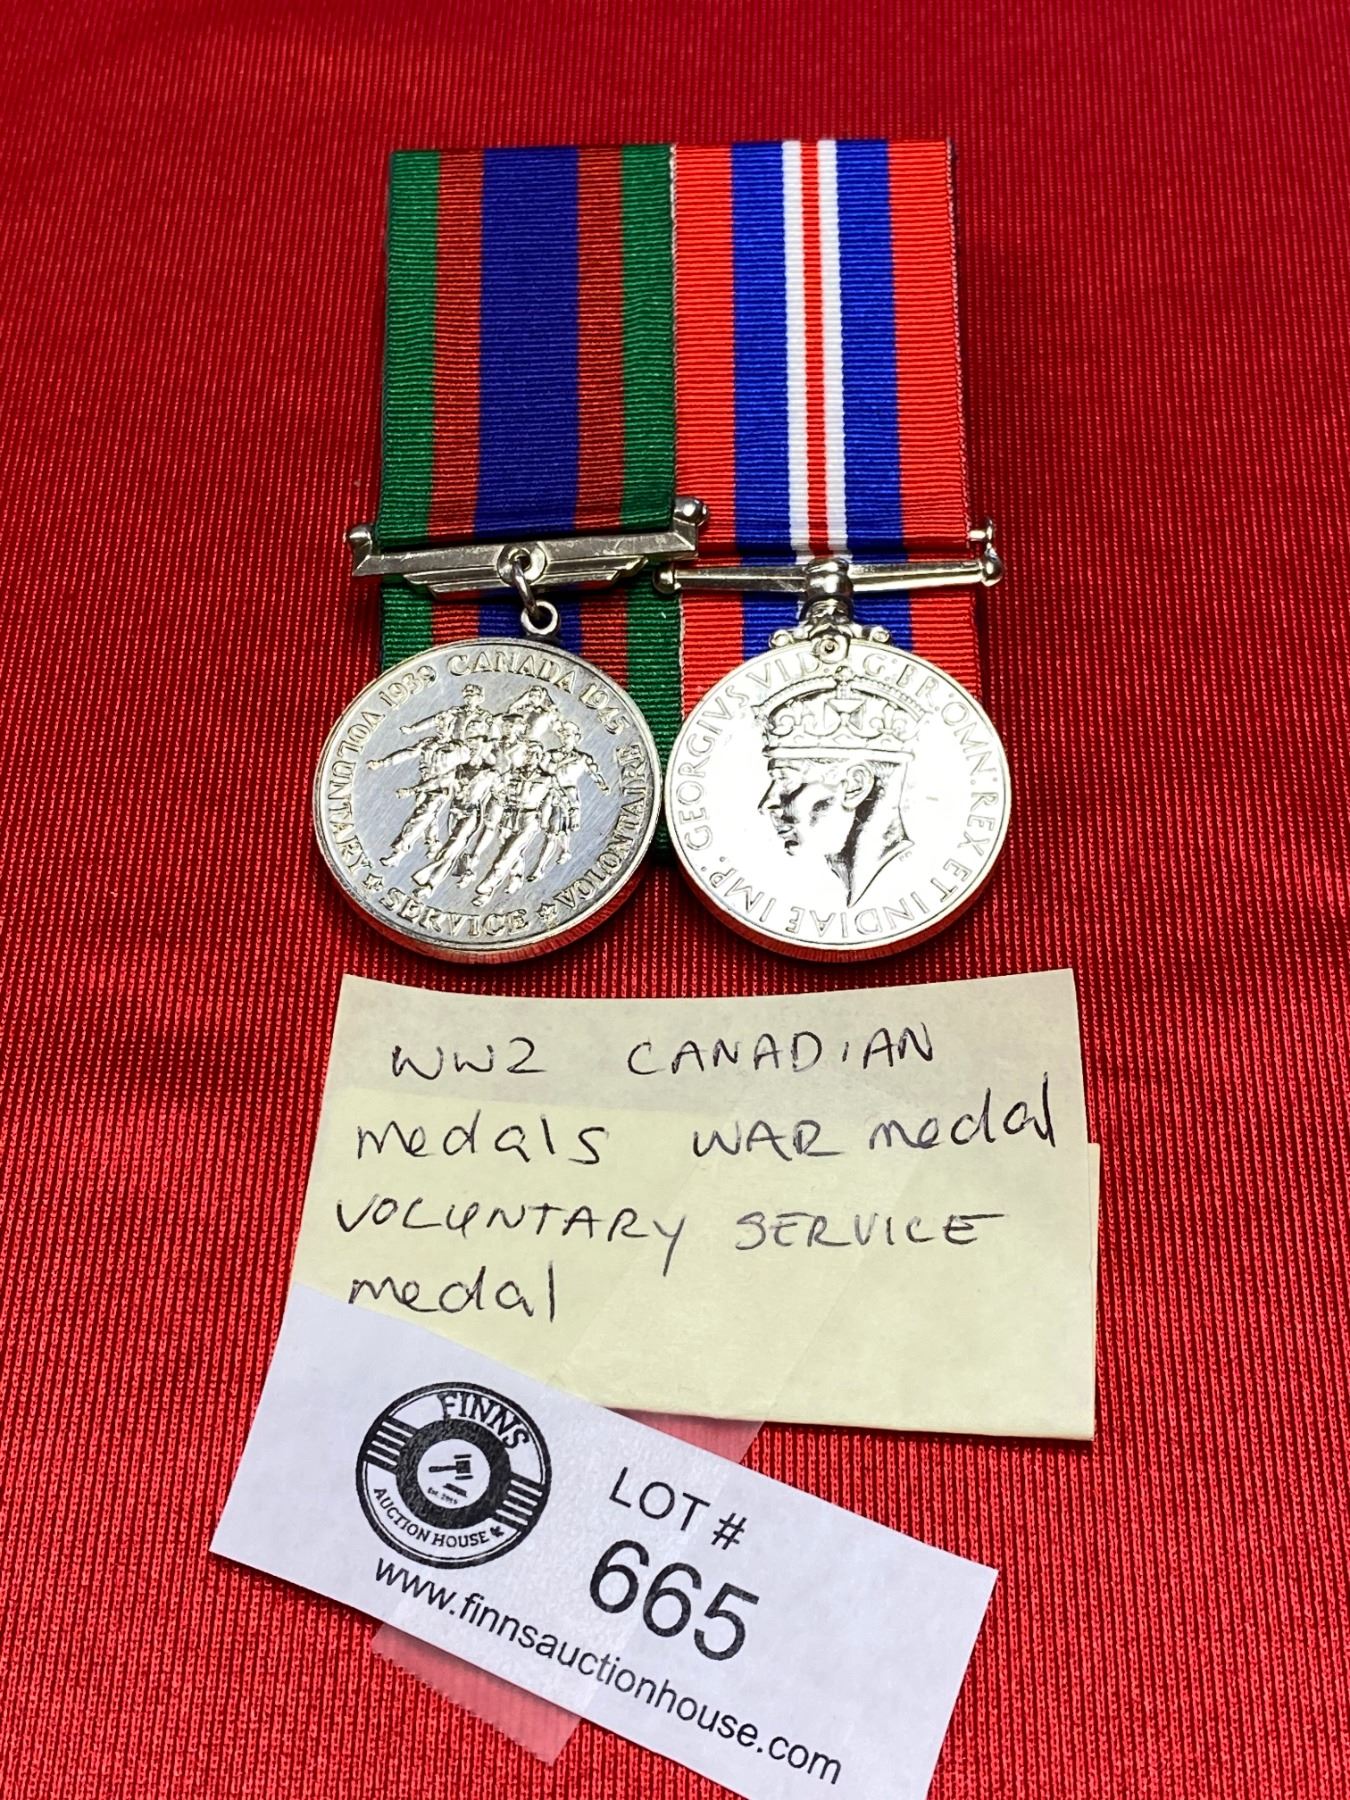 1939 CANADA 1945
VOLUNTARY ★ SERVICE ★ VOLONTAIRE
GEORGIVS VI D: G: BR: OMN: REX ET INDIAE IMP:
WW2 CANADIAN
medals WAR medal
VOLUNTARY SERVICE
medal
FINNS
AUCTION HOUSE
LOT #
665
www.finnsauctionhouse.com